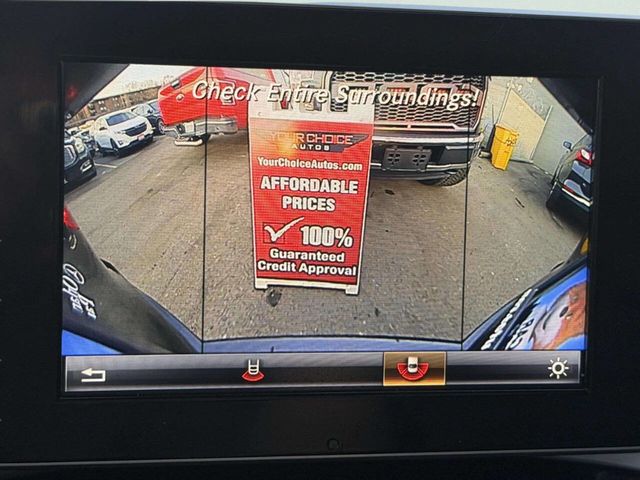 Check Entire Surroundings!
YOUR CHOICE
AUTOS
YourChoiceAutos.com
AFFORDABLE
PRICES
100%
Guaranteed
Credit Approval